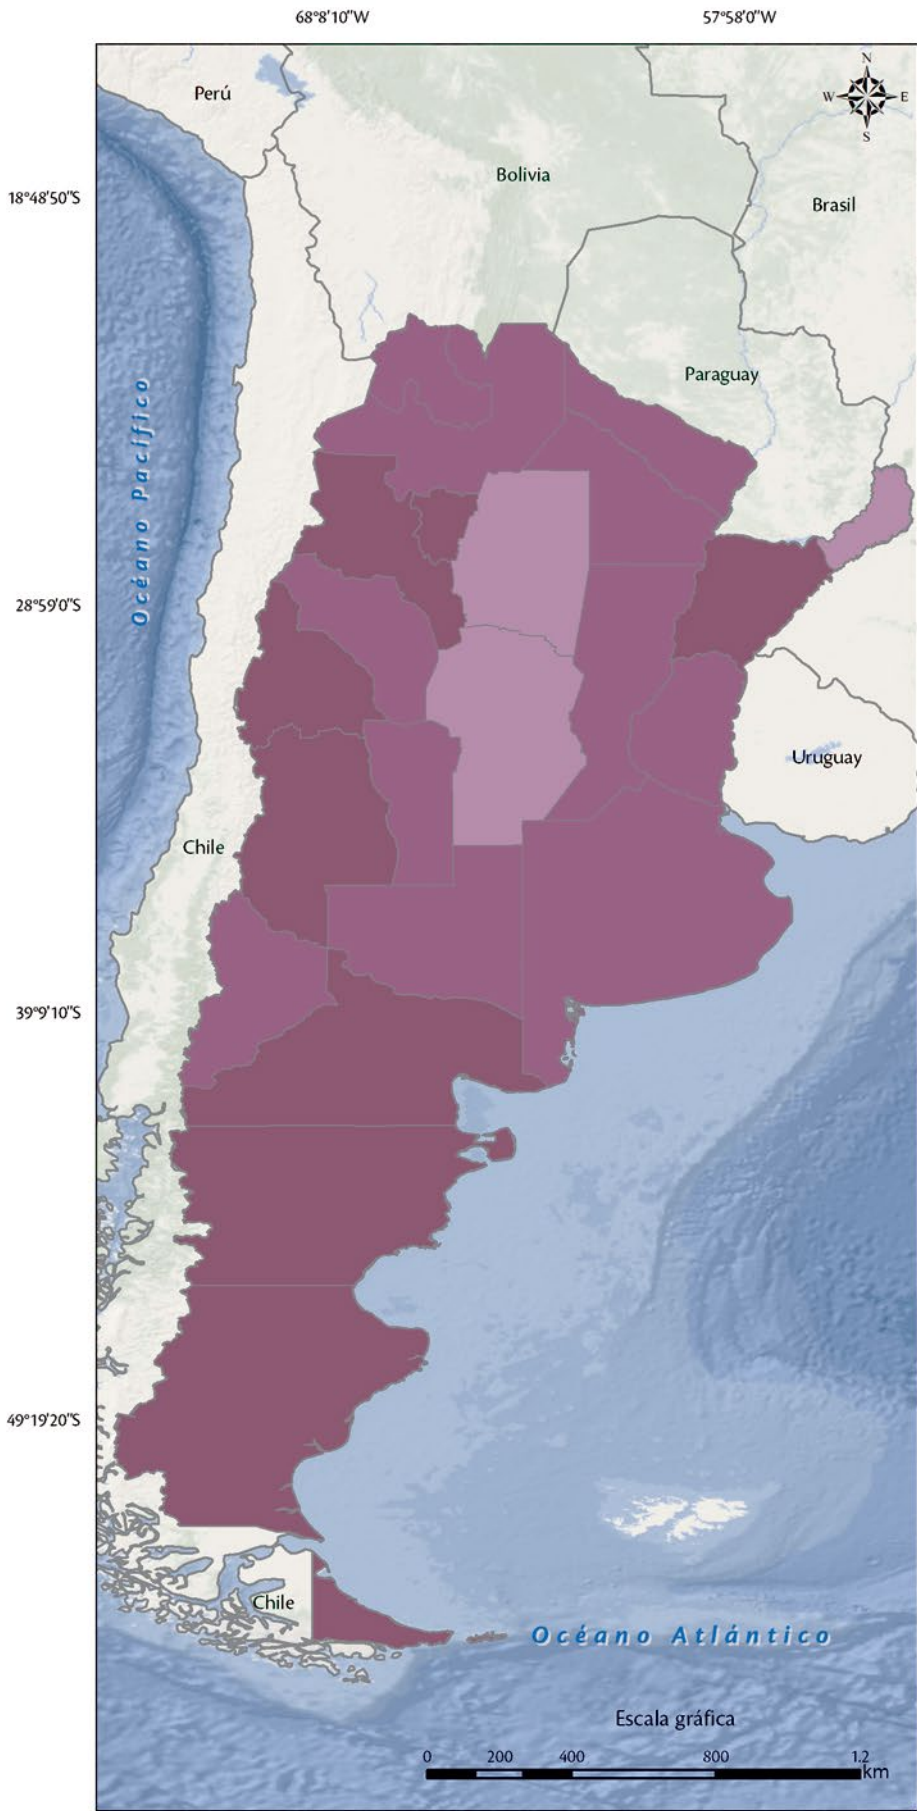 68°8'10"W
57°58'0"W
N
Perú
W
E
S
Bolivia
18°48'50"S
Brasil
Paraguay
Océano Pacífico
28°59'0"S
Uruguay
Chile
39°9'10"S
49°19'20"S
Chile
Océano Atlántico
Escala gráfica
0 200 400 800 1.2
km